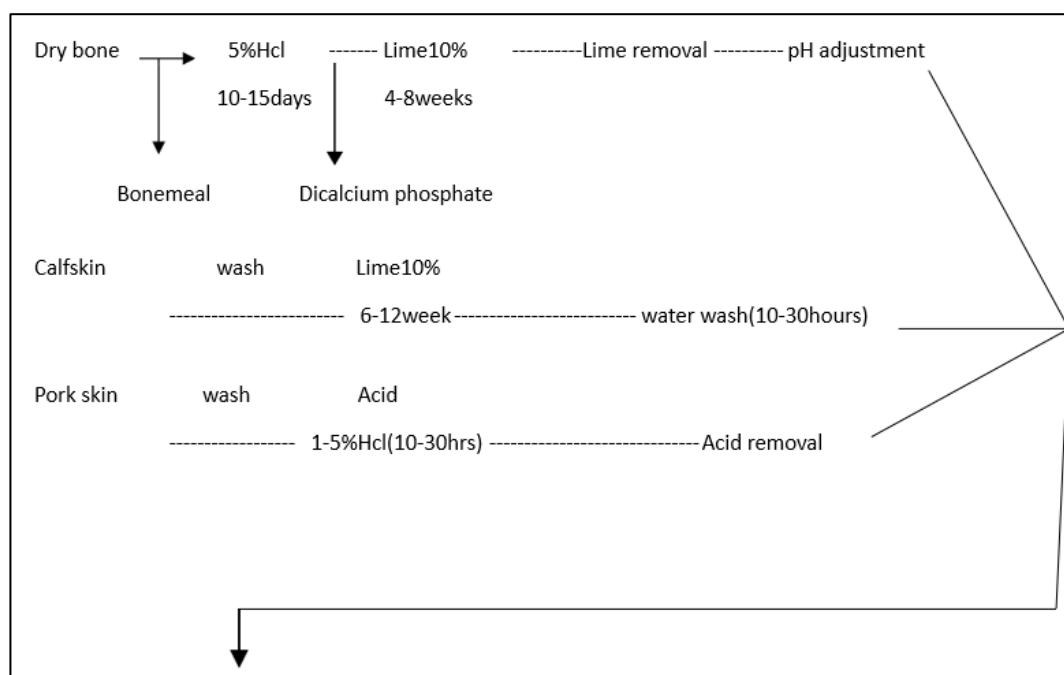 Dry bone 5%Hcl Lime10% Lime removal pH adjustment
10-15days 4-8weeks
Bonemeal Dicalcium phosphate
Calfskin wash Lime10%
6-12week water wash(10-30hours)
Pork skin wash Acid
1-5%Hcl(10-30hrs) Acid removal